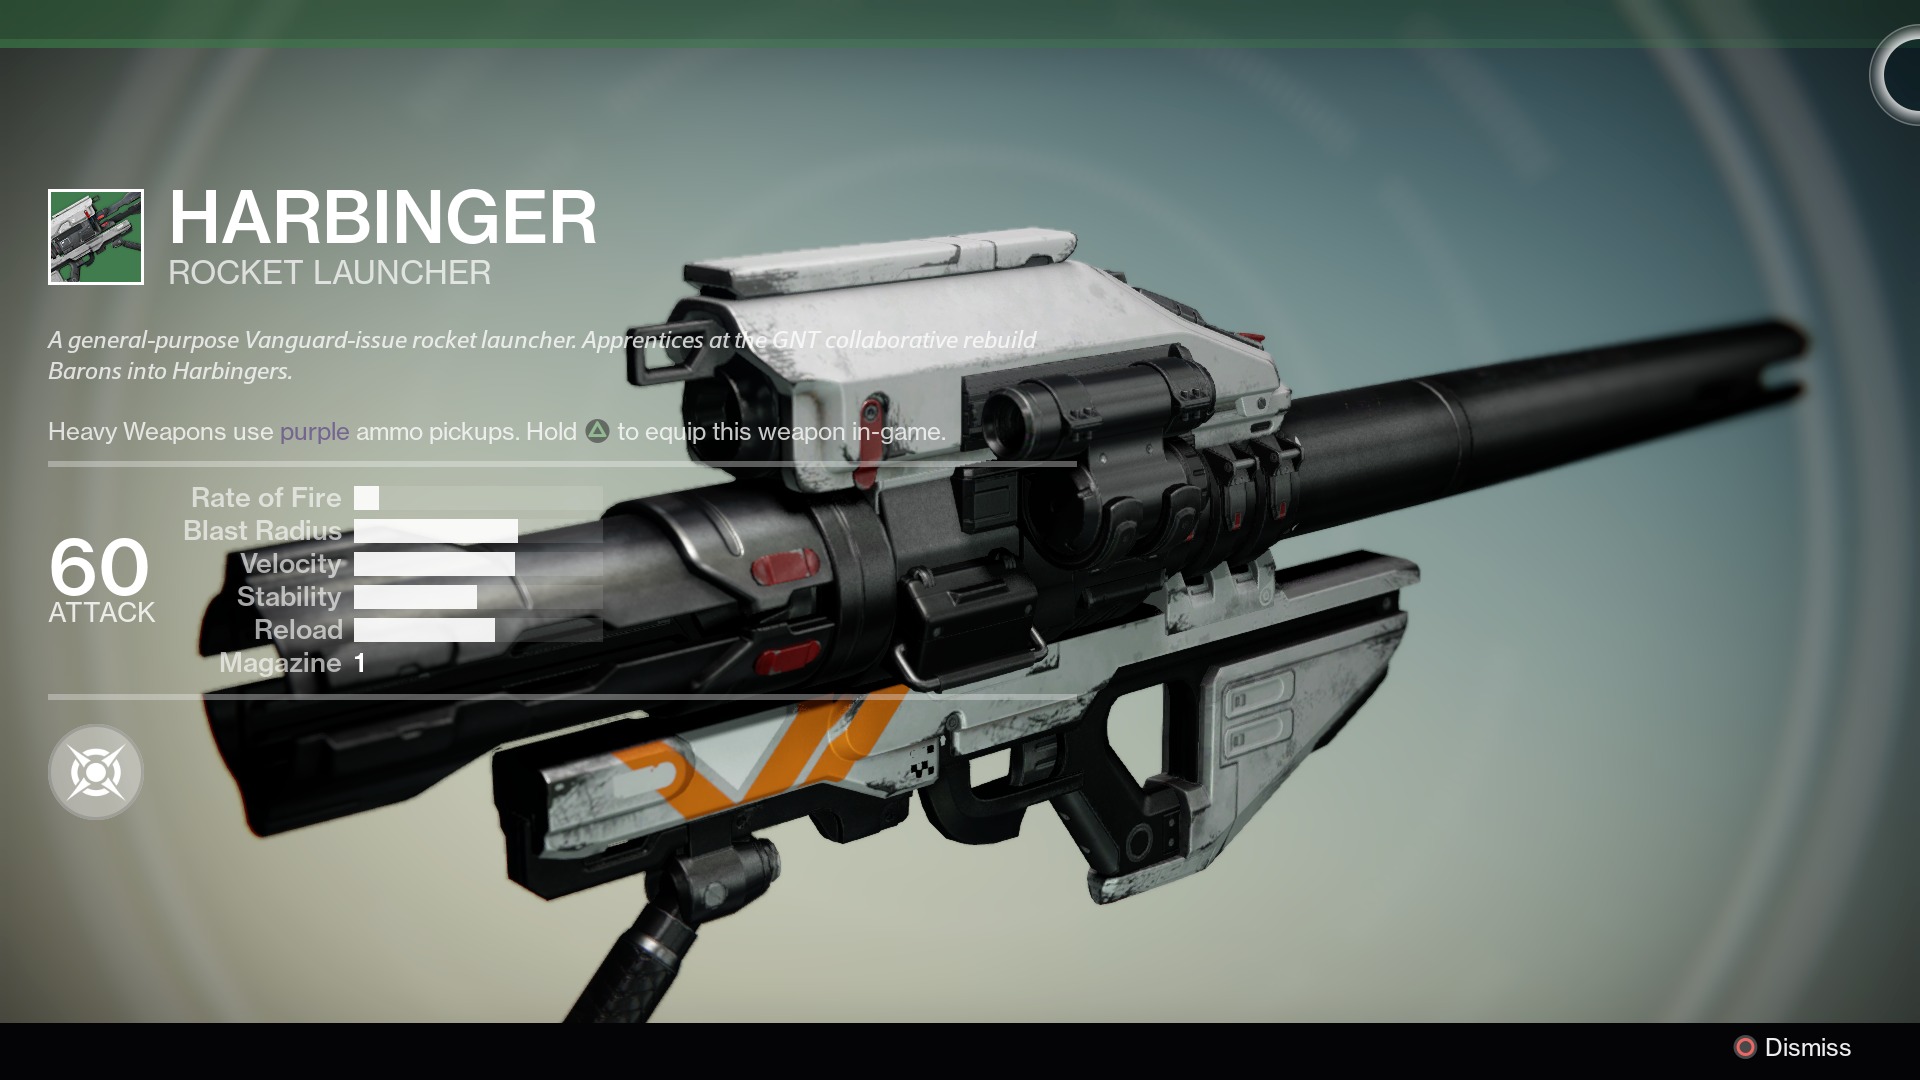 HARBINGER
ROCKET LAUNCHER
A general-purpose Vanguard-issue rocket launcher. Apprentices at the GNT collaborative rebuild
Barons into Harbingers.
Heavy Weapons use purple ammo pickups. Hold to equip this weapon in-game.
Rate of Fire
Blast Radius
Velocity
Stability
Reload
Magazine 1
60
ATTACK
Dismiss